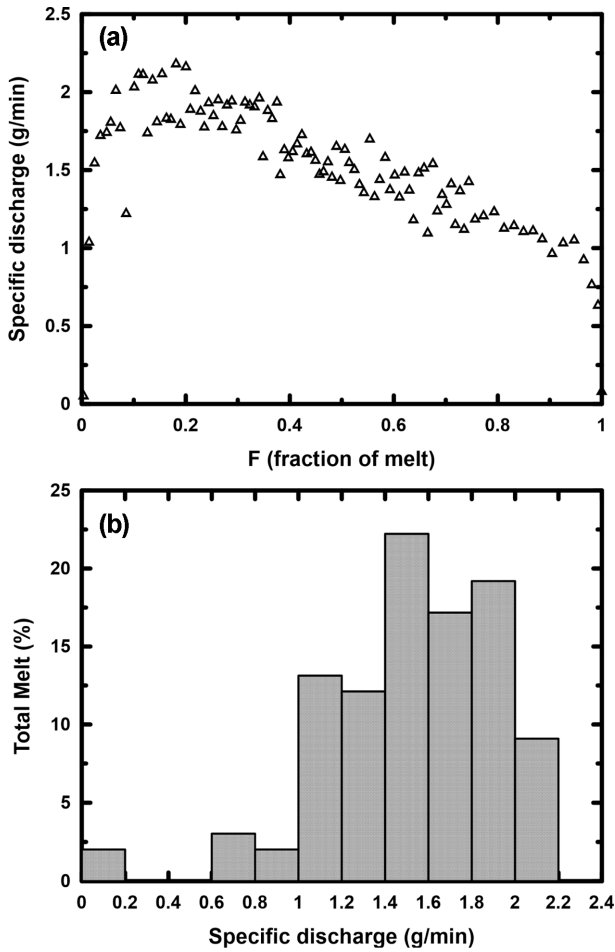 (a)
2.5
2
1.5
1
0.5
0
Specific discharge (g/min)
0 0.2 0.4 0.6 0.8 1
F (fraction of melt)
(b)
25
20
15
10
5
0
Total Melt (%)
0 0.2 0.4 0.6 0.8 1 1.2 1.4 1.6 1.8 2 2.2 2.4
Specific discharge (g/min)